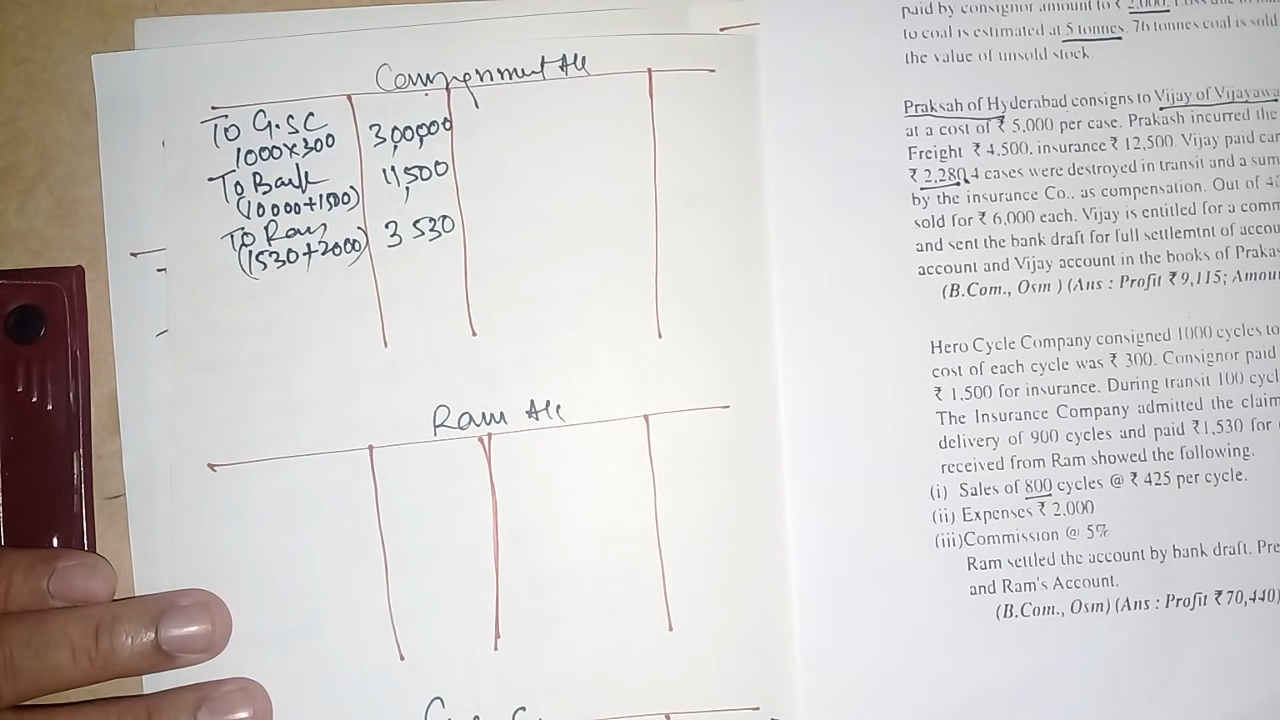 Consignment A/c
To G.S.C
1000×300
3,00,000
To Bank
(10000+1500)
11,500
To Ram
(1530+2000)
3530
Ram A/c
paid by consignor amount to ₹ 2,000.
to coal is estimated at 5 tonnes. 76 tonnes coal is sold
the value of unsold stock.
Praksah of Hyderabad consigns to Vijay of Vijayawa
at a cost of ₹ 5,000 per case. Prakash incurred the
Freight ₹ 4,500, insurance ₹ 12,500. Vijay paid car
₹ 2,280. 4 cases were destroyed in transit and a sum
by the insurance Co., as compensation. Out of 4
sold for ₹ 6,000 each. Vijay is entitled for a comm
and sent the bank draft for full settlemtnt of accou
account and Vijay account in the books of Praka
(B.Com., Osm ) (Ans : Profit ₹ 9,115; Amou
Hero Cycle Company consigned 1000 cycles to
cost of each cycle was ₹ 300. Consignor paid
₹ 1,500 for insurance. During transit 100 cycl
The Insurance Company admitted the claim
delivery of 900 cycles and paid ₹1,530 for
received from Ram showed the following.
(i) Sales of 800 cycles @ ₹ 425 per cycle.
(ii) Expenses ₹ 2,000
(iii)Commission @ 5%
Ram settled the account by bank draft. Pre
and Ram's Account.
(B.Com., Osm) (Ans : Profit ₹ 70,440)